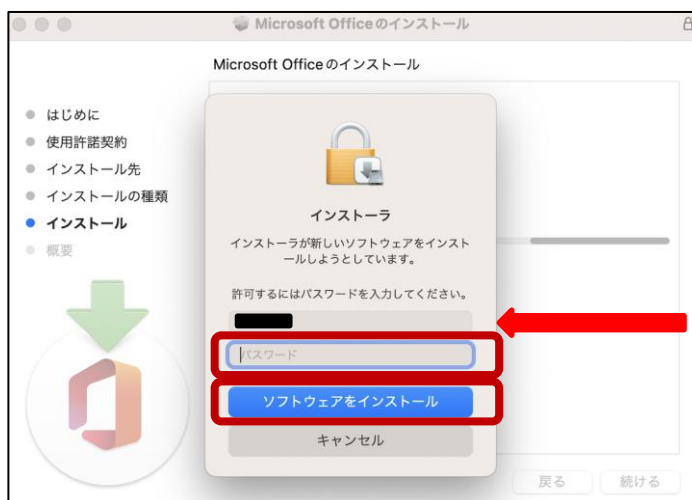 Microsoft Officeのインストール
Microsoft Officeのインストール
はじめに
使用許諾契約
インストール先
インストールの種類
インストール
概要
インストーラ
インストーラが新しいソフトウェアをインスト
ールしようとしています。
許可するにはパスワードを入力してください。
パスワード
ソフトウェアをインストール
キャンセル
戻る
続ける